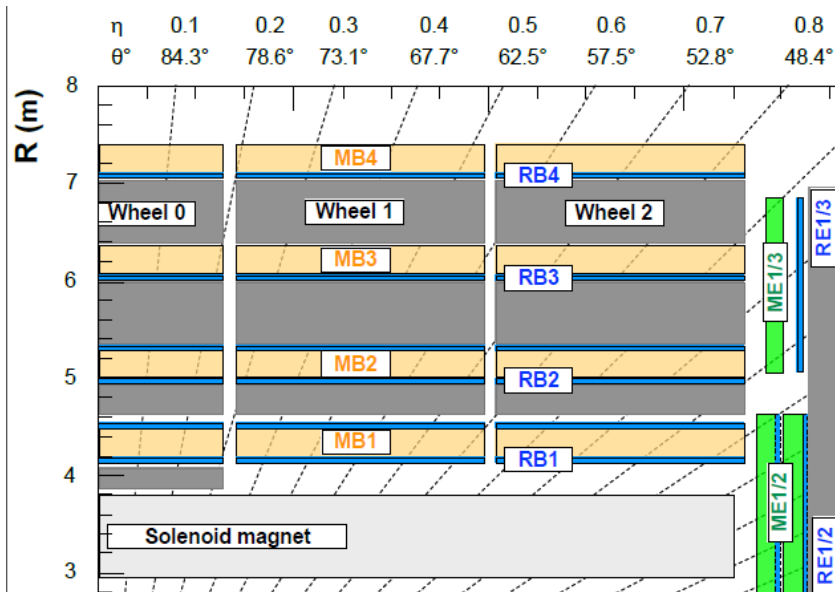 η 0.1 0.2 0.3 0.4 0.5 0.6 0.7 0.8
θ° 84.3° 78.6° 73.1° 67.7° 62.5° 57.5° 52.8° 48.4°
R (m)
8
MB4
RB4
7
Wheel 0 Wheel 1 Wheel 2
RE1/3
MB3
ME1/3
6
RB3
MB2
5
RB2
MB1
RB1
4
ME1/2
Solenoid magnet
RE1/2
3